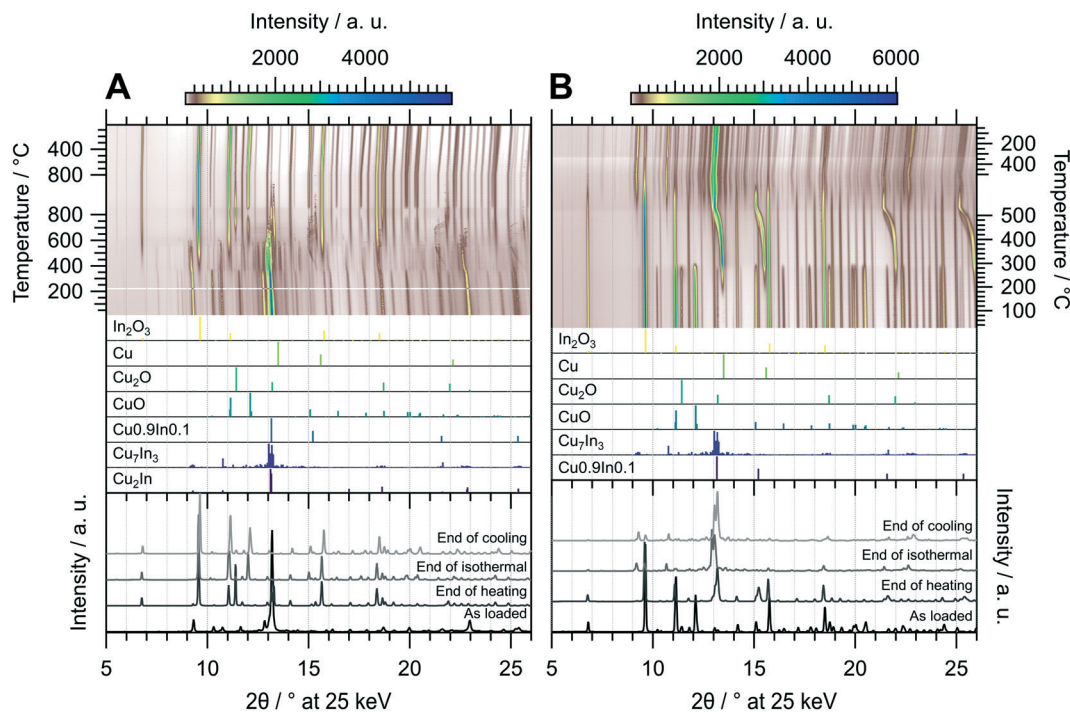 Intensity / a. u.
2000
4000
A
Temperature / °C
400
800
800
600
400
200
In₂O₃
Cu
Cu₂O
CuO
Cu0.9In0.1
Cu₇In₃
Cu₂In
Intensity / a. u.
End of cooling
End of isothermal
End of heating
As loaded
5
10
15
20
25
2θ / ° at 25 keV
Intensity / a. u.
2000
4000
6000
B
200
400
500
400
300
200
100
Temperature / °C
In₂O₃
Cu
Cu₂O
CuO
Cu₇In₃
Cu0.9In0.1
End of cooling
End of isothermal
End of heating
As loaded
Intensity / a. u.
5
10
15
20
25
2θ / ° at 25 keV